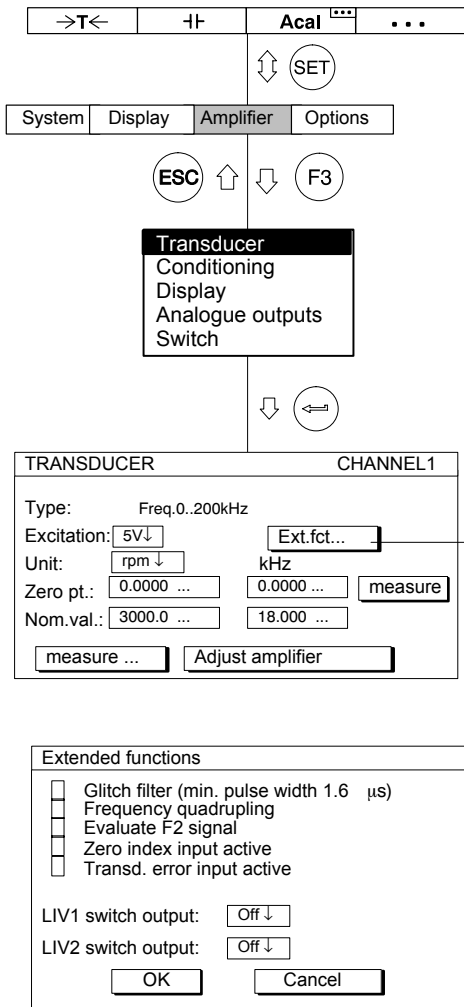 →T← ⊣⊢ Acal ... ...
SET
System Display Amplifier Options
ESC F3
Transducer
Conditioning
Display
Analogue outputs
Switch
TRANSDUCER CHANNEL1
Type: Freq.0..200kHz
Excitation: 5V↓ Ext.fct...
Unit: rpm ↓ kHz
Zero pt.: 0.0000 ... 0.0000 ... measure
Nom.val.: 3000.0 ... 18.000 ...
measure ... Adjust amplifier
Extended functions
Glitch filter (min. pulse width 1.6 μs)
Frequency quadrupling
Evaluate F2 signal
Zero index input active
Transd. error input active
LIV1 switch output: Off ↓
LIV2 switch output: Off ↓
OK Cancel